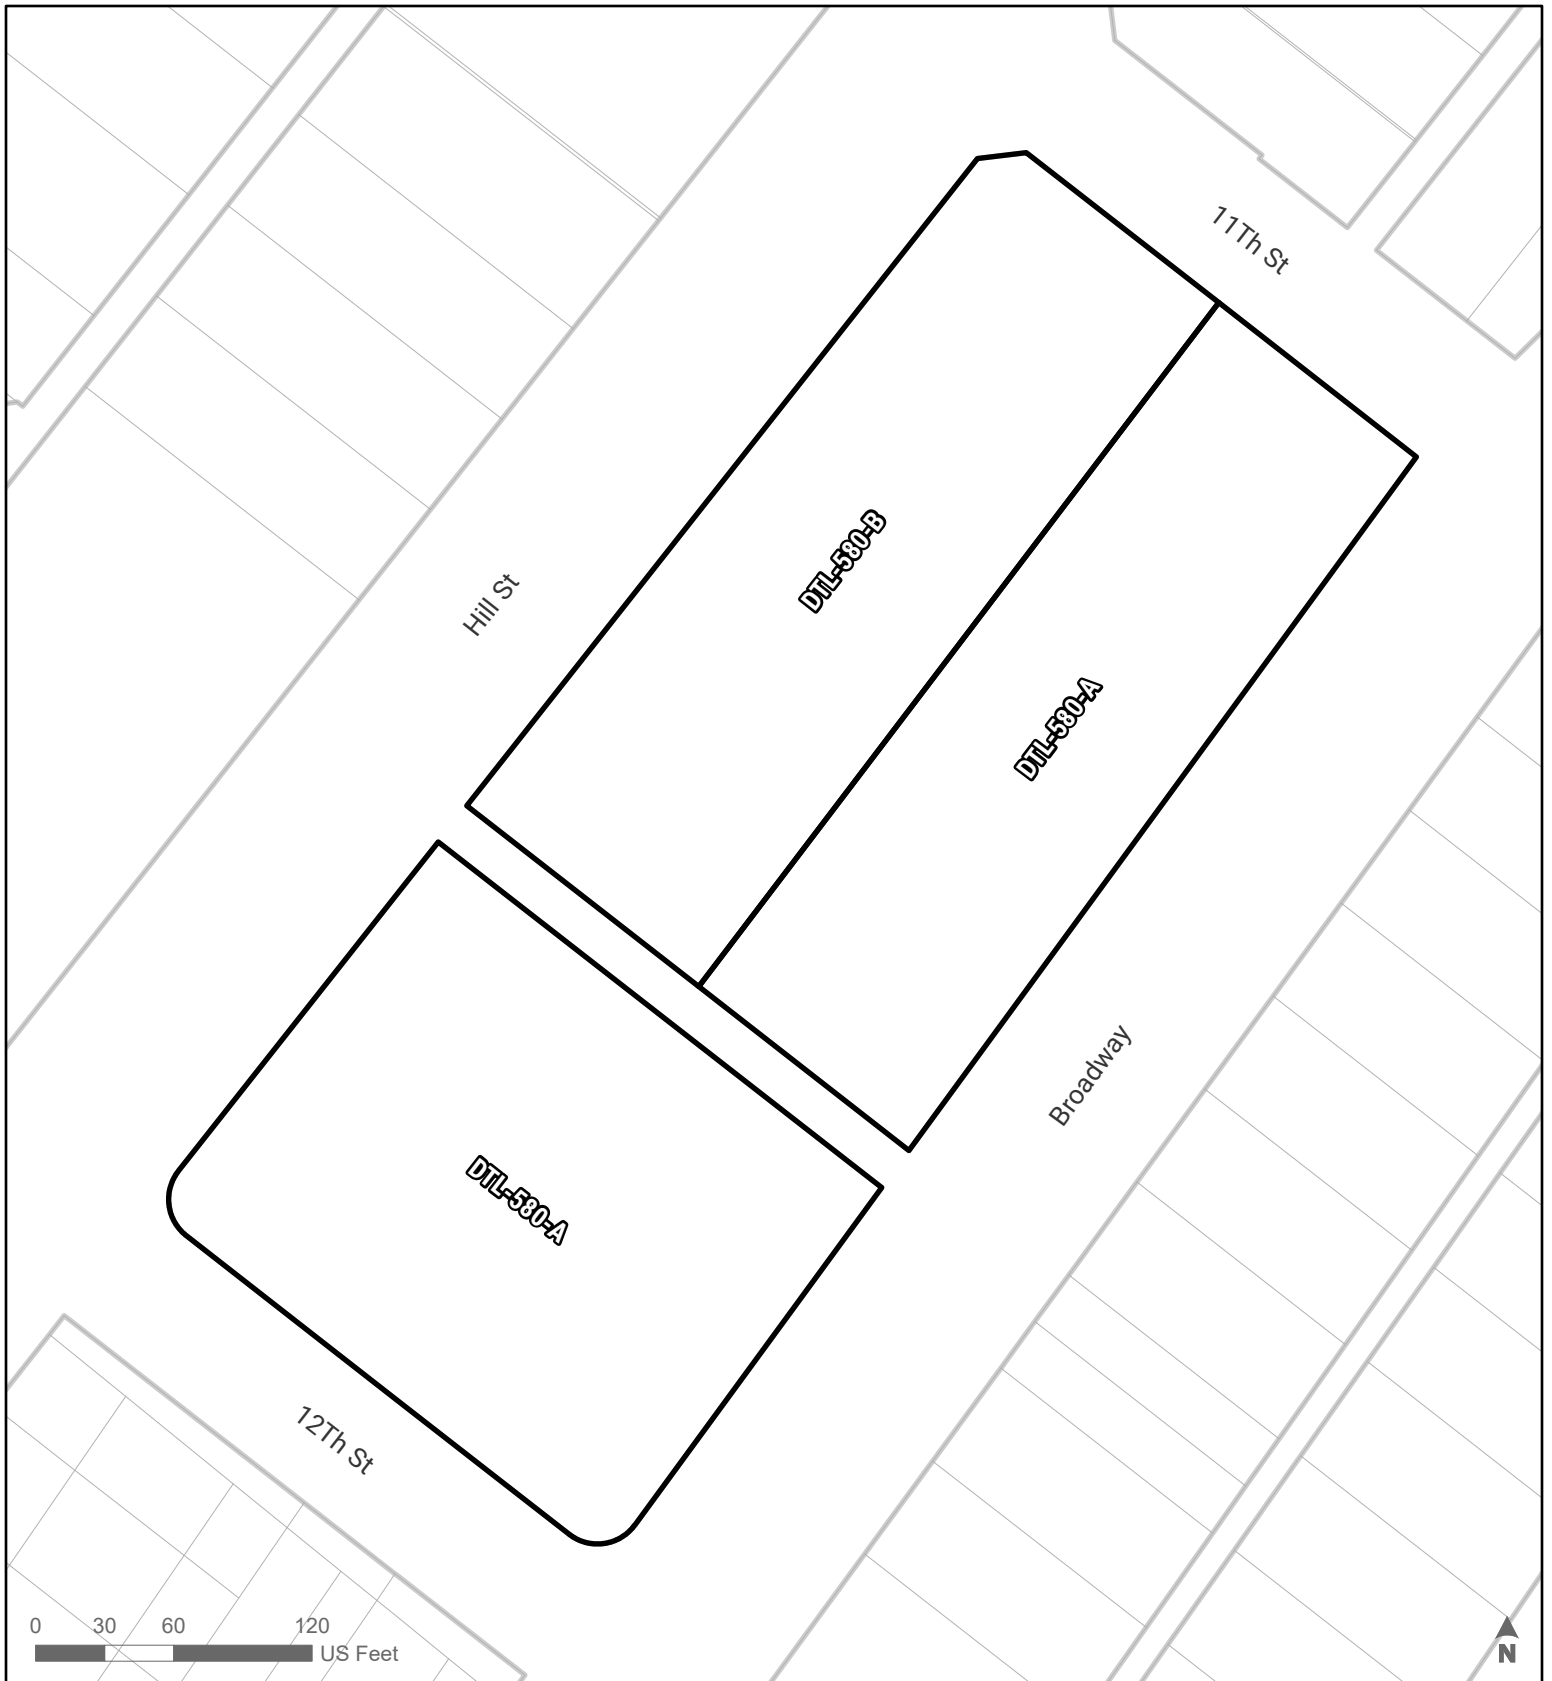 11Th St
DTL-580-B
Hill St
DTL-580-A
Broadway
DTL-580-A
12Th St
0 30 60 120
US Feet
N